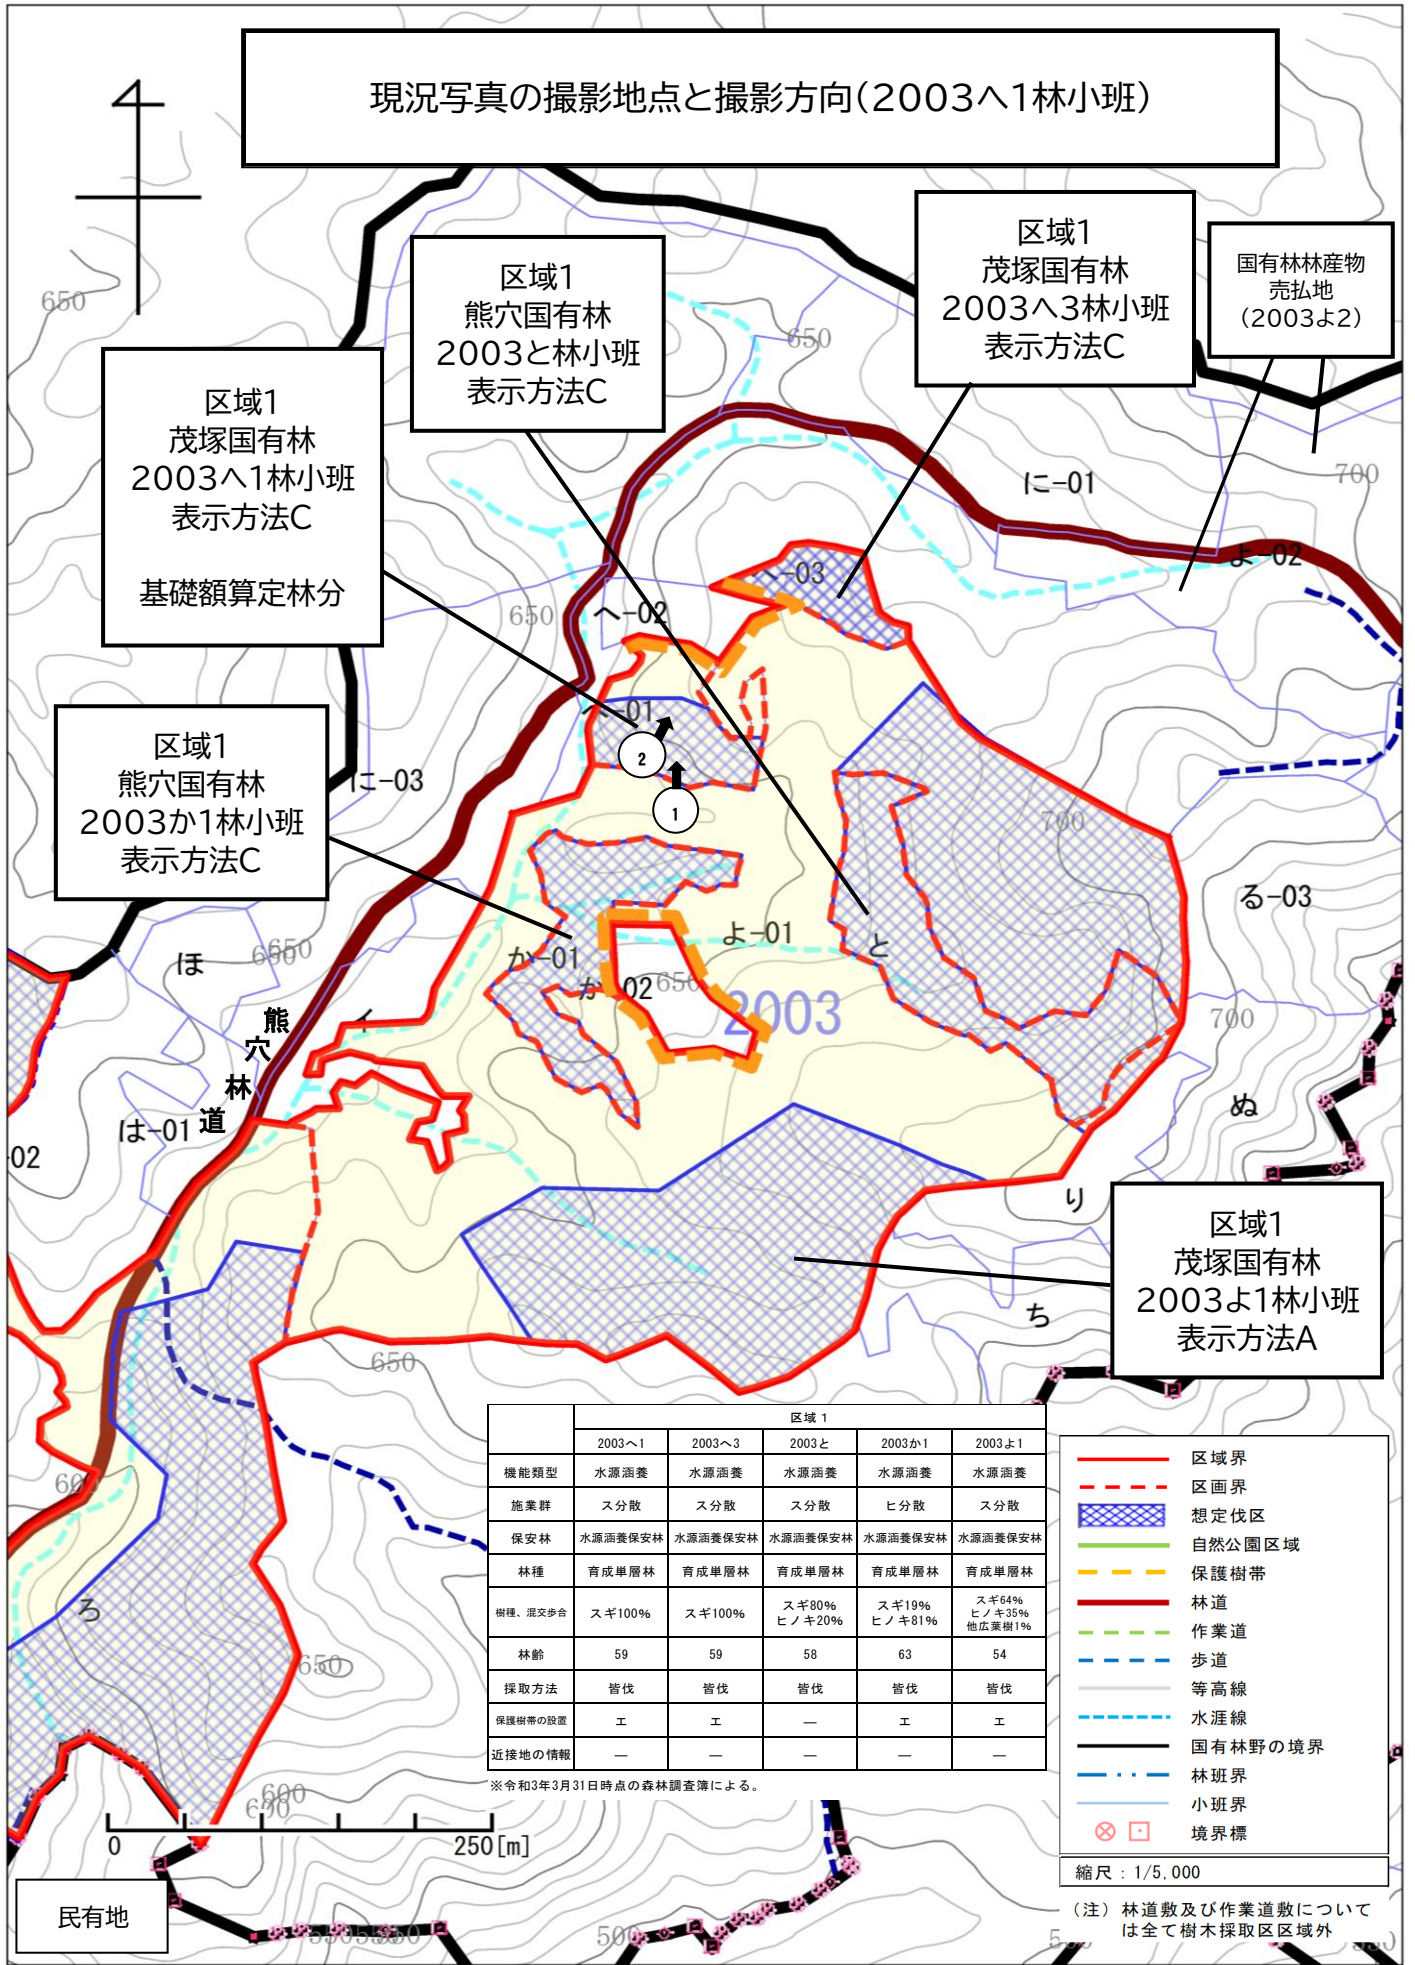 現況写真の撮影地点と撮影方向(2003へ1林小班)
区域1
茂塚国有林
2003へ3林小班
表示方法C
国有林林産物
売払地
(2003よ2)
区域1
熊穴国有林
2003と林小班
表示方法C
区域1
茂塚国有林
2003へ1林小班
表示方法C
基礎額算定林分
区域1
熊穴国有林
2003か1林小班
表示方法C
650
650
700
に-01
よ-02
へ-03
650
へ-02
へ-01
2
1
に-03
700
る-03
ほ
650
650
か-01
よ-01
と
か-02
650
2003
700
熊
穴
林
道
イ
は-01
-02
ぬ
り
ち
区域1
茂塚国有林
2003よ1林小班
表示方法A
650
600
ろ
650
600
600
区域1
2003へ1 2003へ3 2003と 2003か1 2003よ1
機能類型 水源涵養 水源涵養 水源涵養 水源涵養 水源涵養
施業群 ス分散 ス分散 ス分散 ヒ分散 ス分散
保安林 水源涵養保安林 水源涵養保安林 水源涵養保安林 水源涵養保安林 水源涵養保安林
林種 育成単層林 育成単層林 育成単層林 育成単層林 育成単層林
樹種、混交歩合 スギ100% スギ100% スギ80% ヒノキ20% スギ19% ヒノキ81% スギ64% ヒノキ35% 他広葉樹1%
林齢 59 59 58 63 54
採取方法 皆伐 皆伐 皆伐 皆伐 皆伐
保護樹帯の設置 エ エ ― エ エ
近接地の情報 ― ― ― ― ―
※令和3年3月31日時点の森林調査簿による。
区域界
区画界
想定伐区
自然公園区域
保護樹帯
林道
作業道
歩道
等高線
水涯線
国有林野の境界
林班界
小班界
境界標
縮尺:1/5,000
(注) 林道敷及び作業道敷について
は全て樹木採取区区域外
0 250[m]
民有地
500